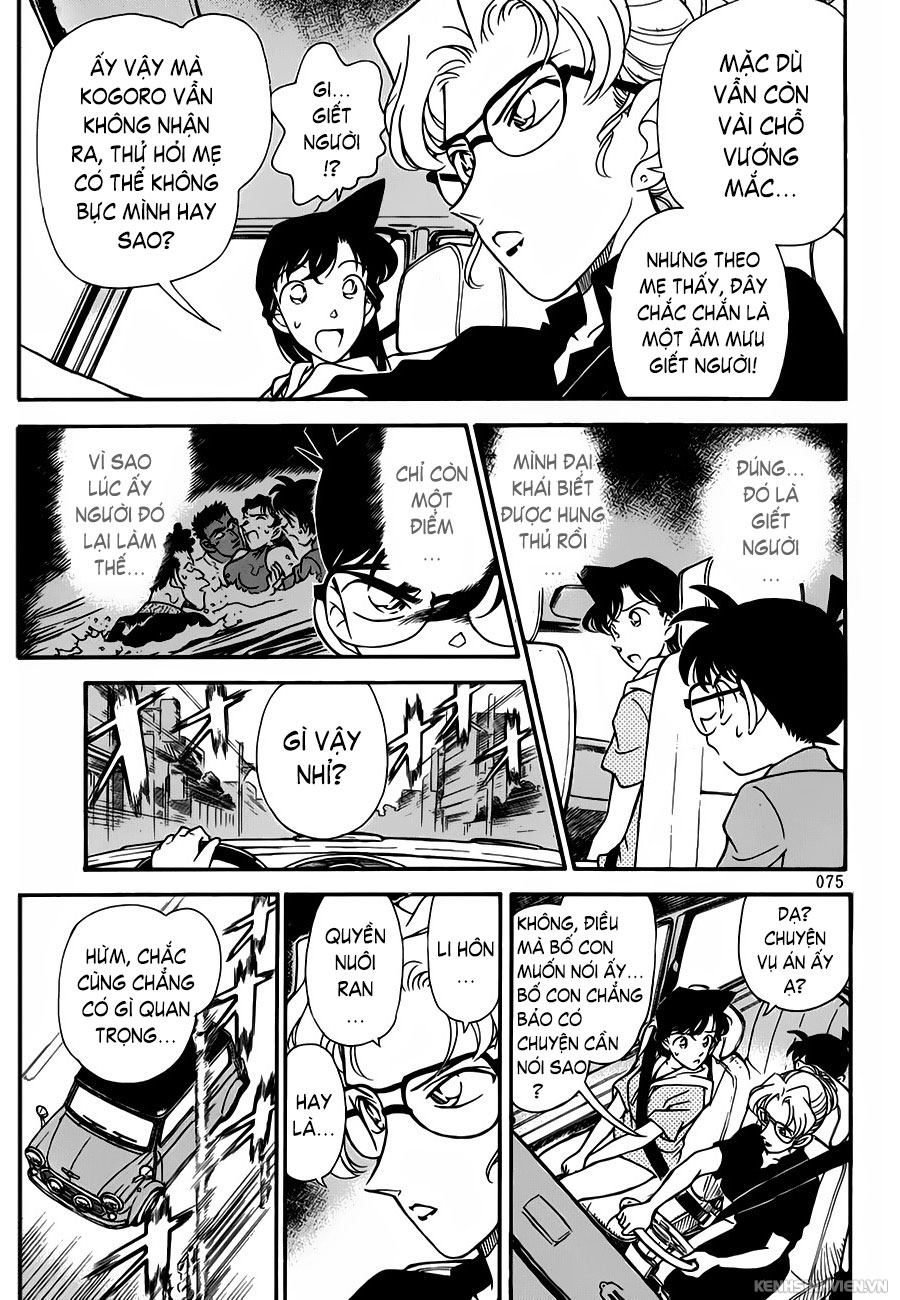 MẶC DÙ
VẪN CÒN
VÀI CHỖ
VƯỚNG
MẮC...
NHƯNG THEO
MẸ THẤY, ĐÂY
CHẮC CHẮN LÀ
MỘT ÂM MƯU
GIẾT NGƯỜI!
GI...
GIẾT
NGƯỜI
!?
ẤY VẬY MÀ
KOGORO VẪN
KHÔNG NHẬN
RA, THỬ HỎI MẸ
CÓ THỂ KHÔNG
BỰC MÌNH HAY
SAO?
ĐÚNG...
ĐÓ LÀ
GIẾT
NGƯỜI
...
MÌNH ĐẠI
KHÁI BIẾT
ĐƯỢC HUNG
THỦ RỒI
...
CHỈ CÒN
MỘT
ĐIỂM
...
VÌ SAO
LÚC ẤY
NGƯỜI ĐÓ
LẠI LÀM
THẾ...
GÌ VẬY
NHỈ?
075
DẠ?
CHUYỆN
VỤ ÁN ẤY
Ạ?
KHÔNG, ĐIỀU
MÀ BỐ CON
MUỐN NÓI ẤY...
BỐ CON CHẲNG
BẢO CÓ
CHUYỆN CẦN
NÓI SAO
?
LI HÔN
...
QUYỀN
NUÔI
RAN
...
HAY
LÀ...
HỪM, CHẮC
CÙNG CHẲNG
CÓ GÌ QUAN
TRỌNG...